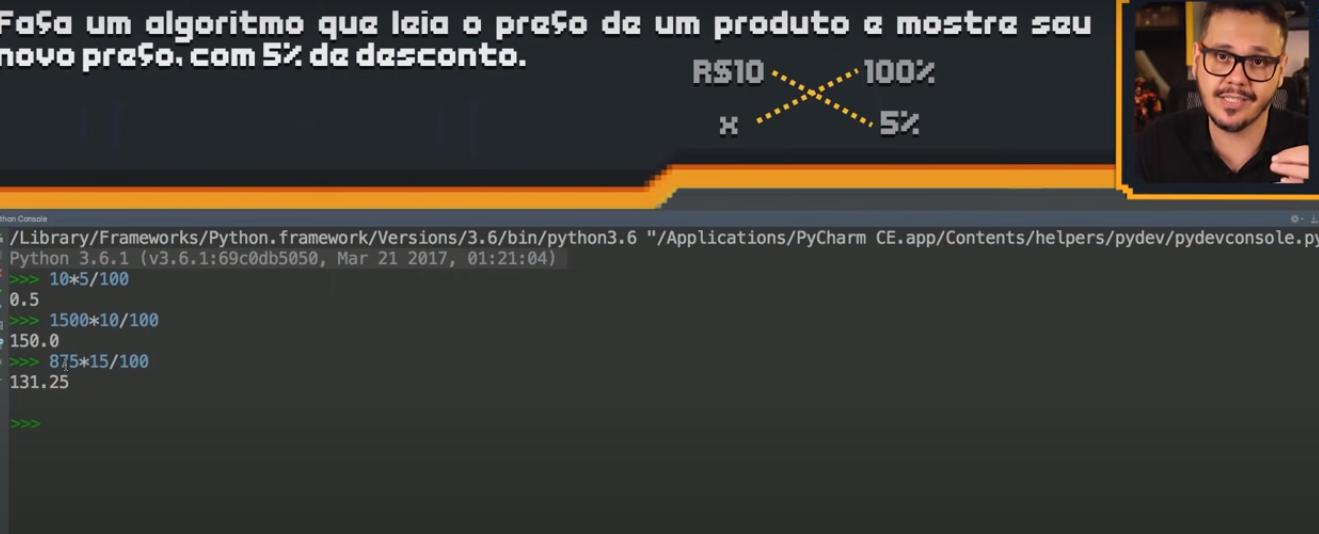 Faça um algoritmo que leia o preço de um produto e mostre seu
novo preço, com 5% de desconto.
R$10 100%
x 5%
thon Console
/Library/Frameworks/Python.framework/Versions/3.6/bin/python3.6 "/Applications/PyCharm CE.app/Contents/helpers/pydev/pydevconsole.py
Python 3.6.1 (v3.6.1:69c0db5050, Mar 21 2017, 01:21:04)
>>> 10*5/100
0.5
>>> 1500*10/100
150.0
>>> 875*15/100
131.25
>>>